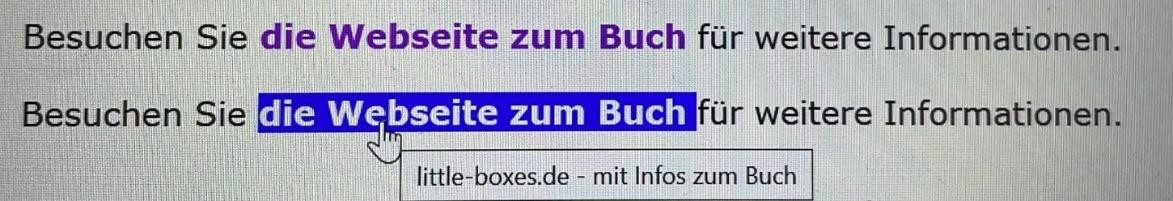 Besuchen Sie die Webseite zum Buch für weitere Informationen.
Besuchen Sie die Webseite zum Buch für weitere Informationen.
little-boxes.de - mit Infos zum Buch